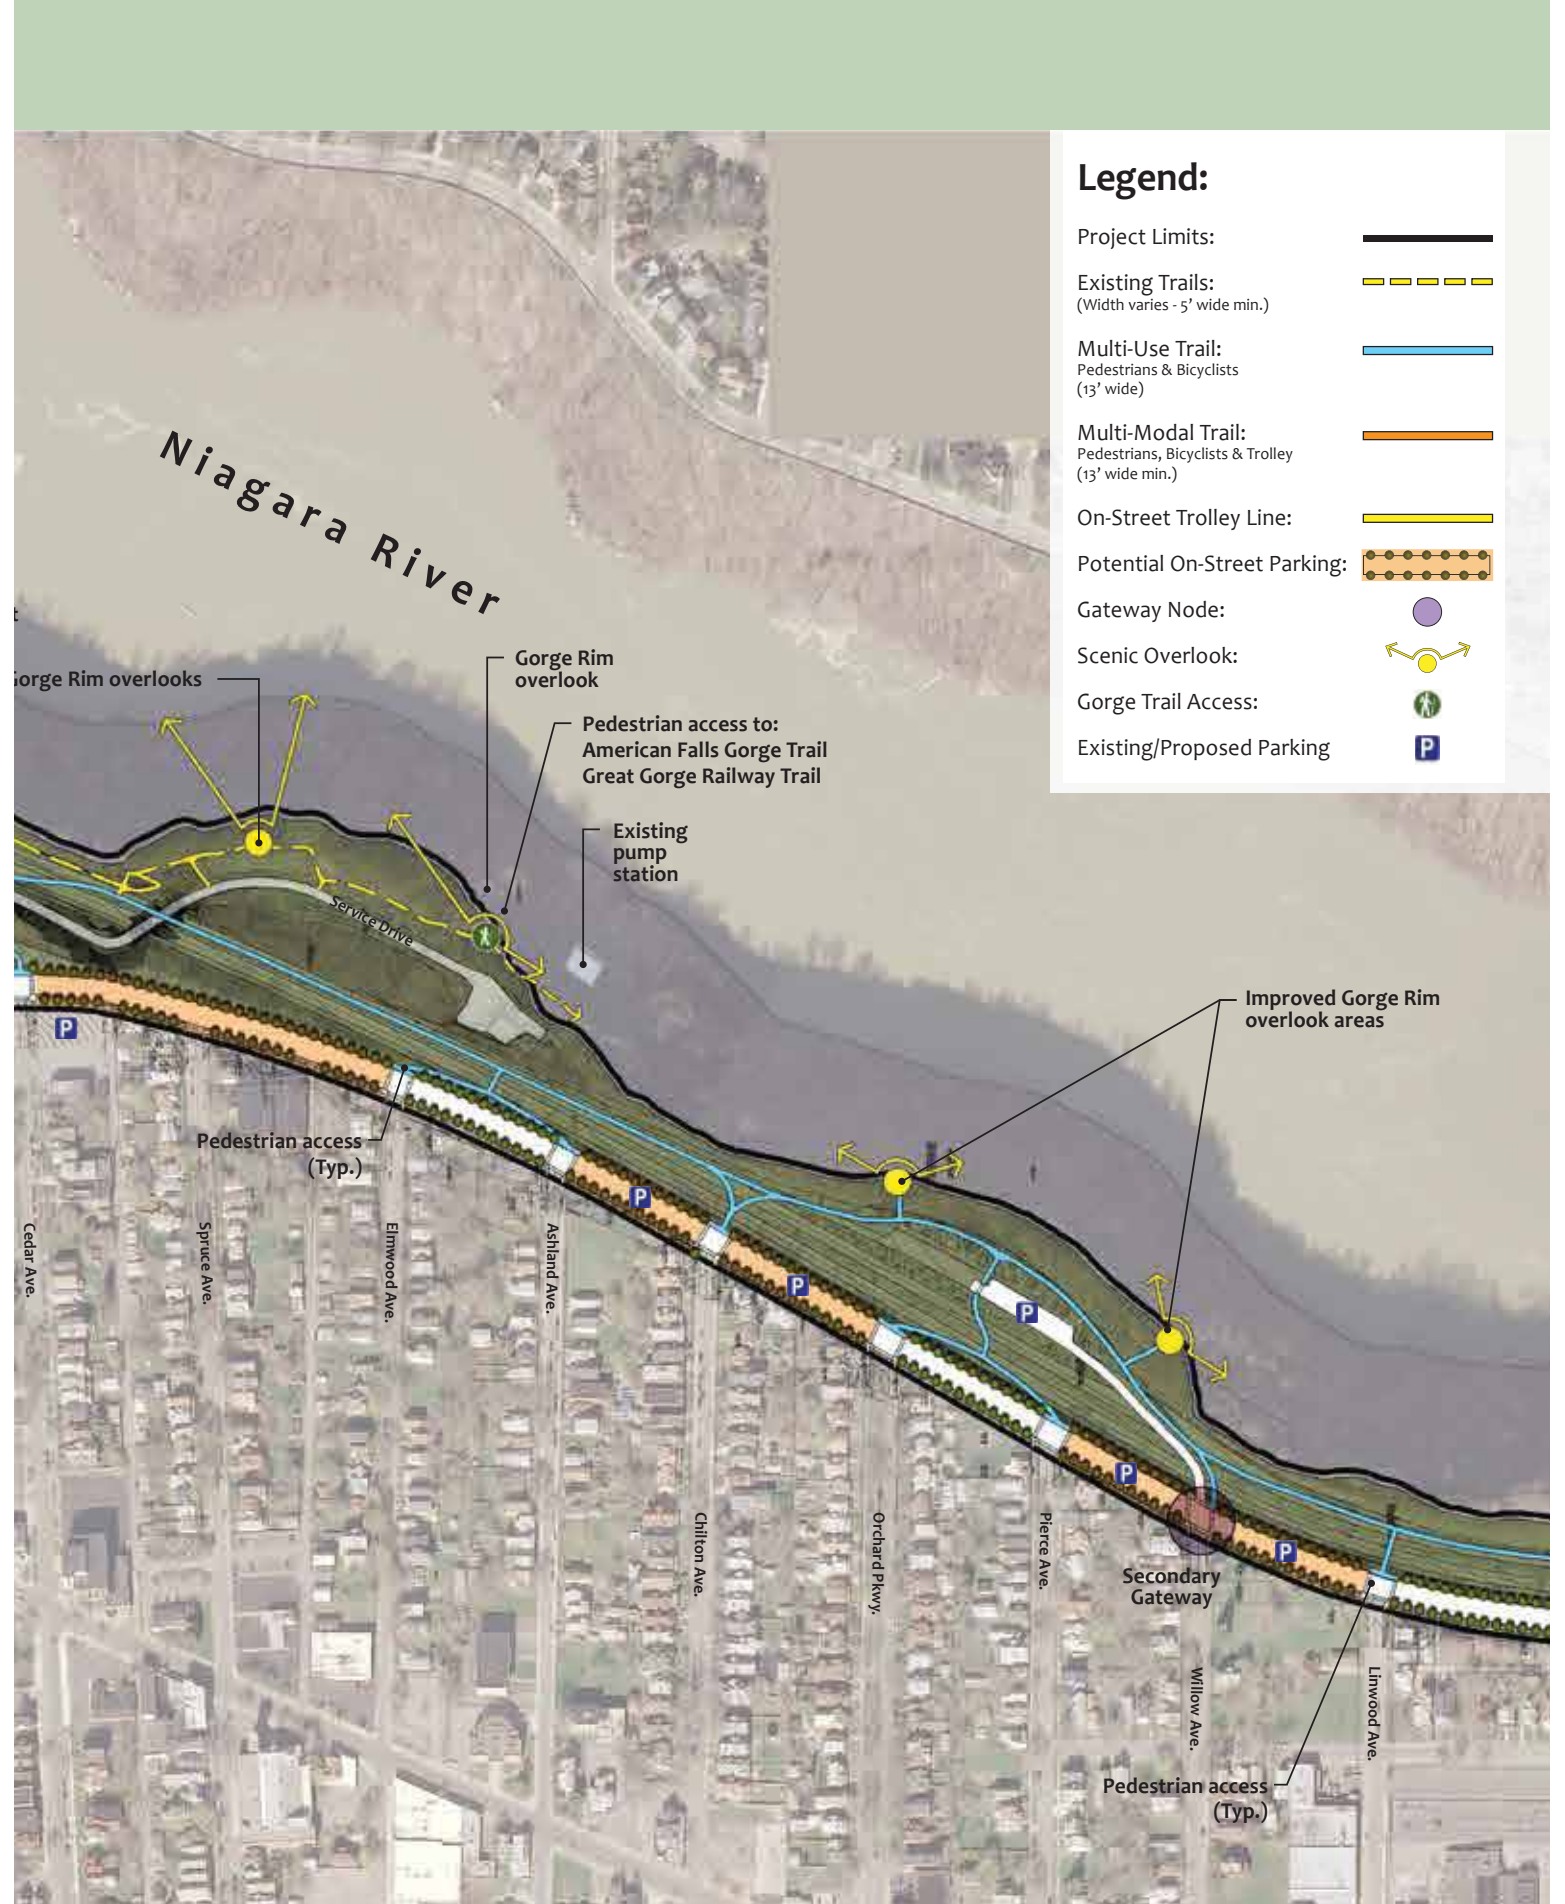 Legend:
Project Limits:
Existing Trails:
(Width varies - 5' wide min.)
Multi-Use Trail:
Pedestrians & Bicyclists
(13' wide)
Multi-Modal Trail:
Pedestrians, Bicyclists & Trolley
(13' wide min.)
On-Street Trolley Line:
Potential On-Street Parking:
Gateway Node:
Scenic Overlook:
Gorge Trail Access:
Existing/Proposed Parking
P
Niagara River
t
Gorge Rim overlooks
Gorge Rim
overlook
Pedestrian access to:
American Falls Gorge Trail
Great Gorge Railway Trail
Existing
pump
station
Service Drive
Improved Gorge Rim
overlook areas
P
Pedestrian access
(Typ.)
P
P
P
P
P
Cedar Ave.
Spruce Ave.
Elmwood Ave.
Ashland Ave.
Chilton Ave.
Orchard Pkwy.
Pierce Ave.
Secondary
Gateway
Willow Ave.
Linwood Ave.
Pedestrian access
(Typ.)